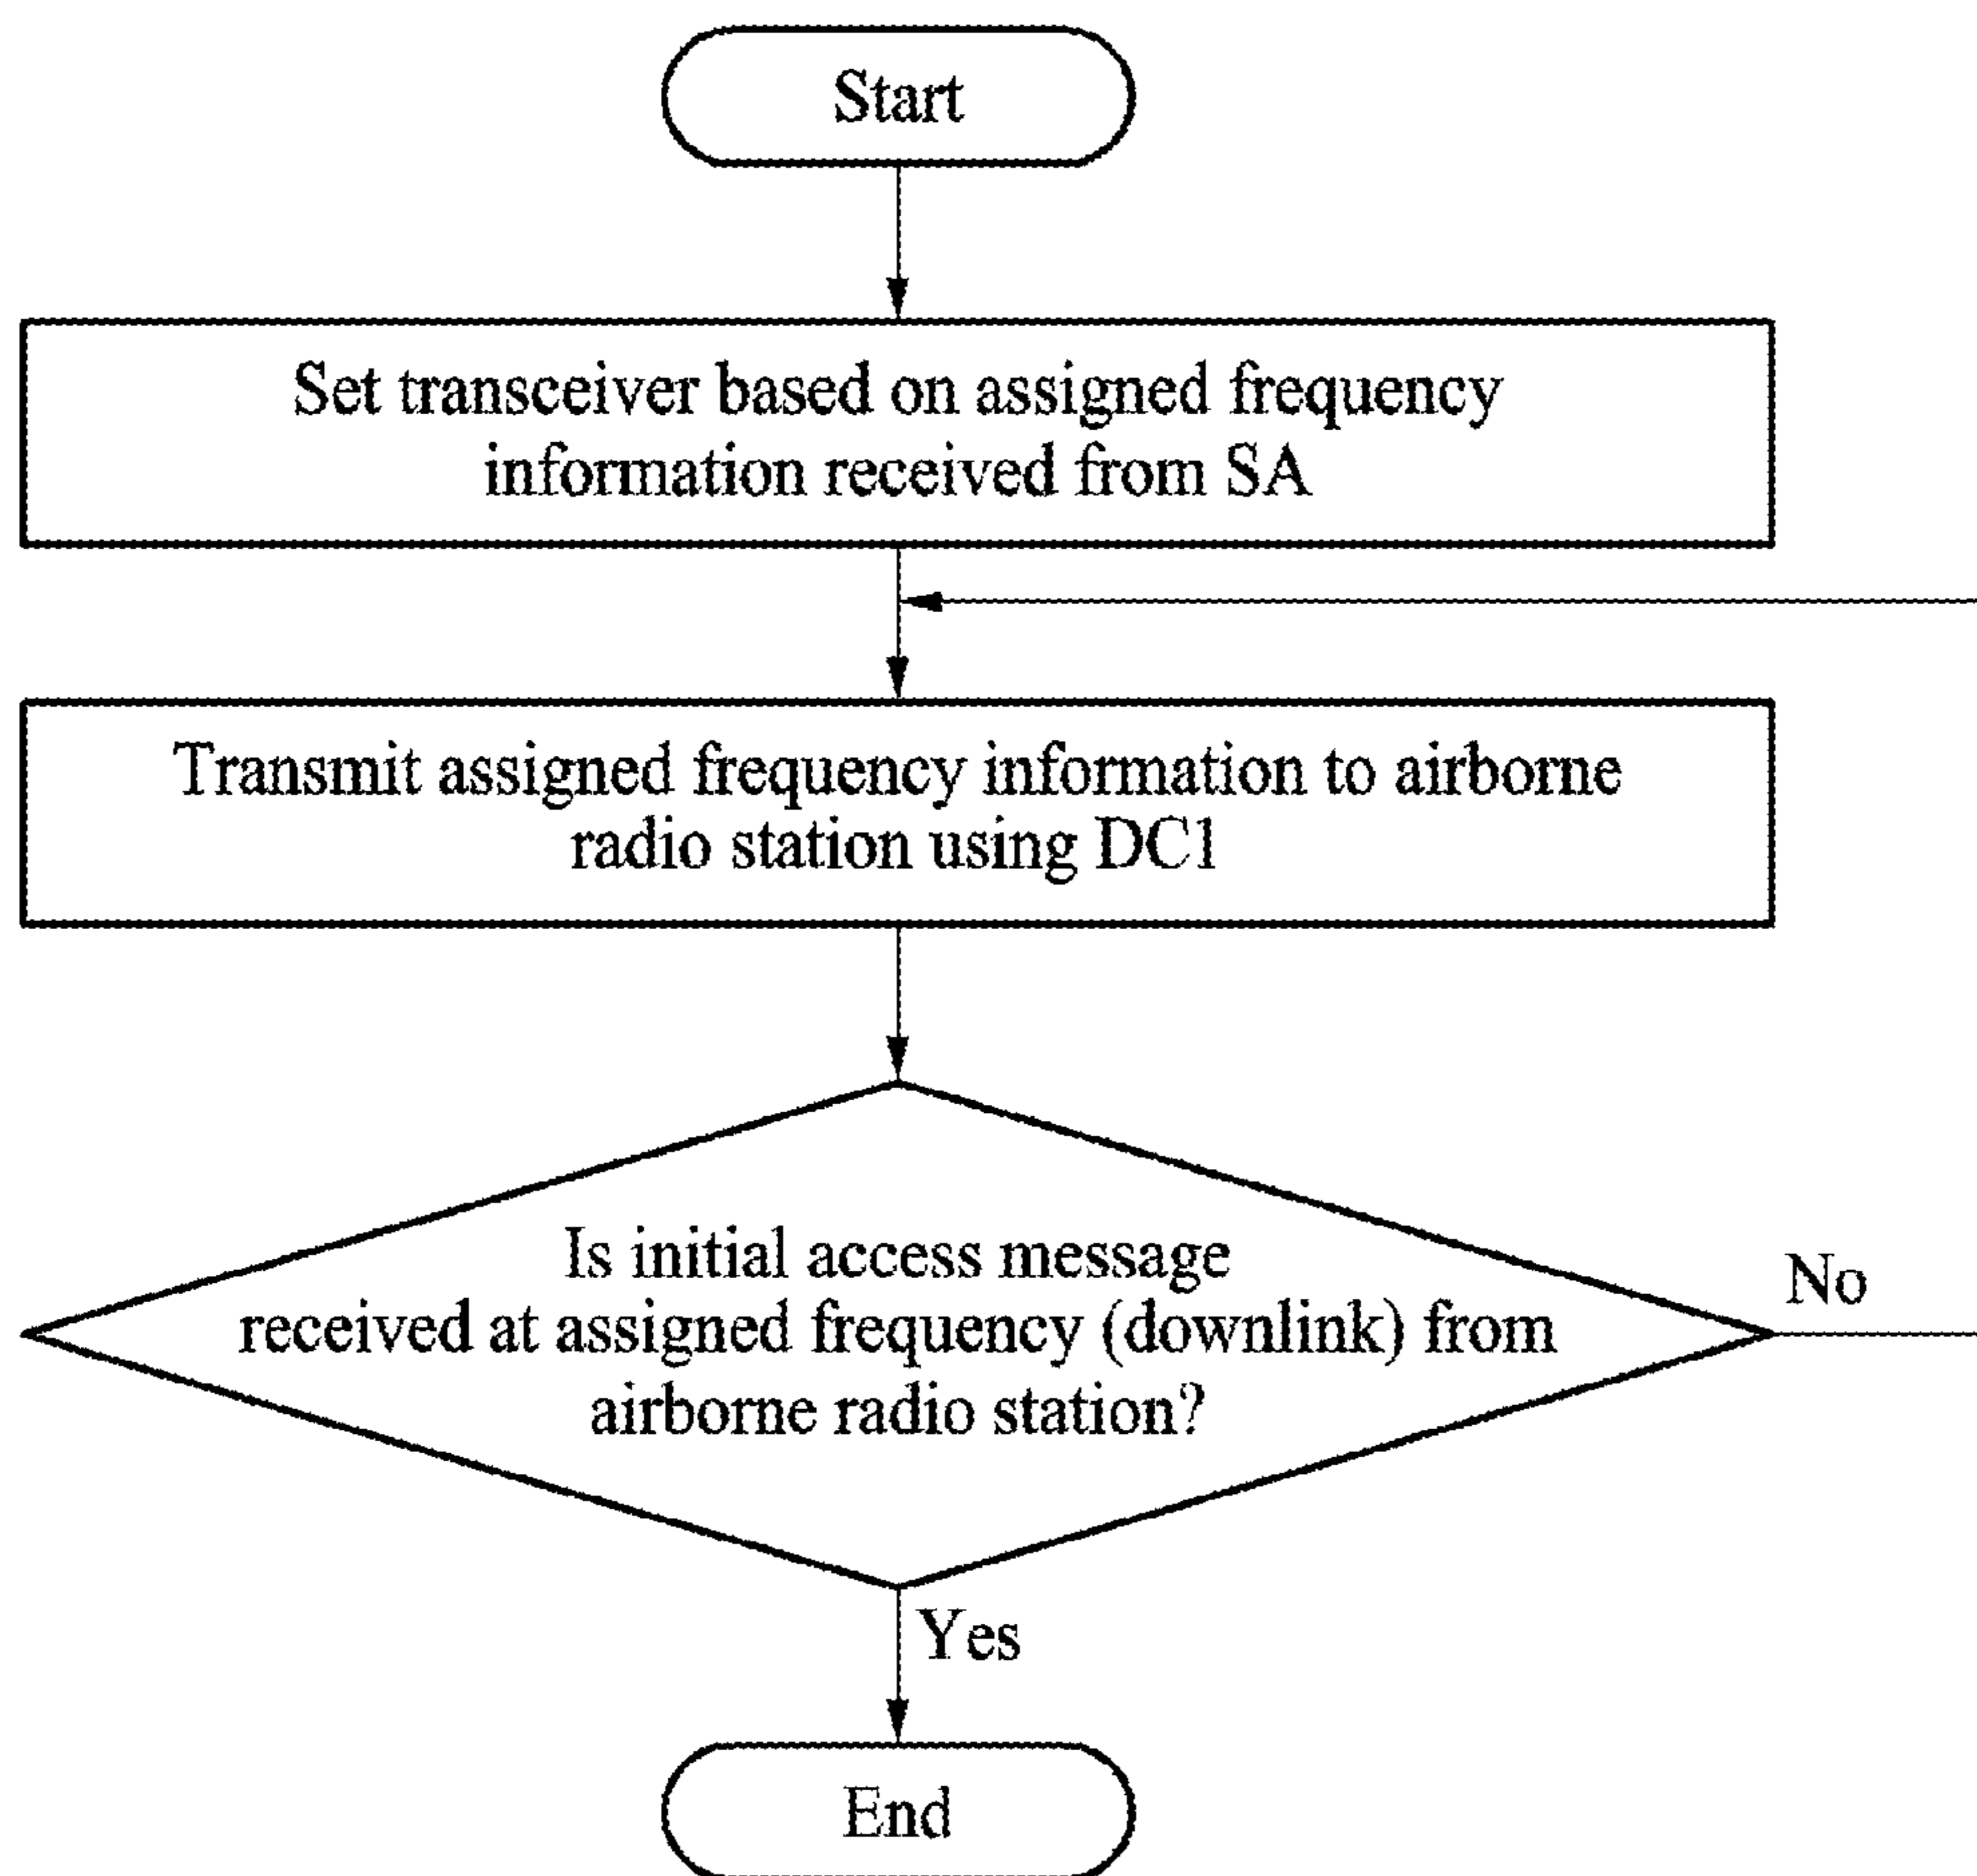 Start
Set transceiver based on assigned frequency
information received from SA
Transmit assigned frequency information to airborne
radio station using DC1
Is initial access message
received at assigned frequency (downlink) from
airborne radio station?
No
Yes
End